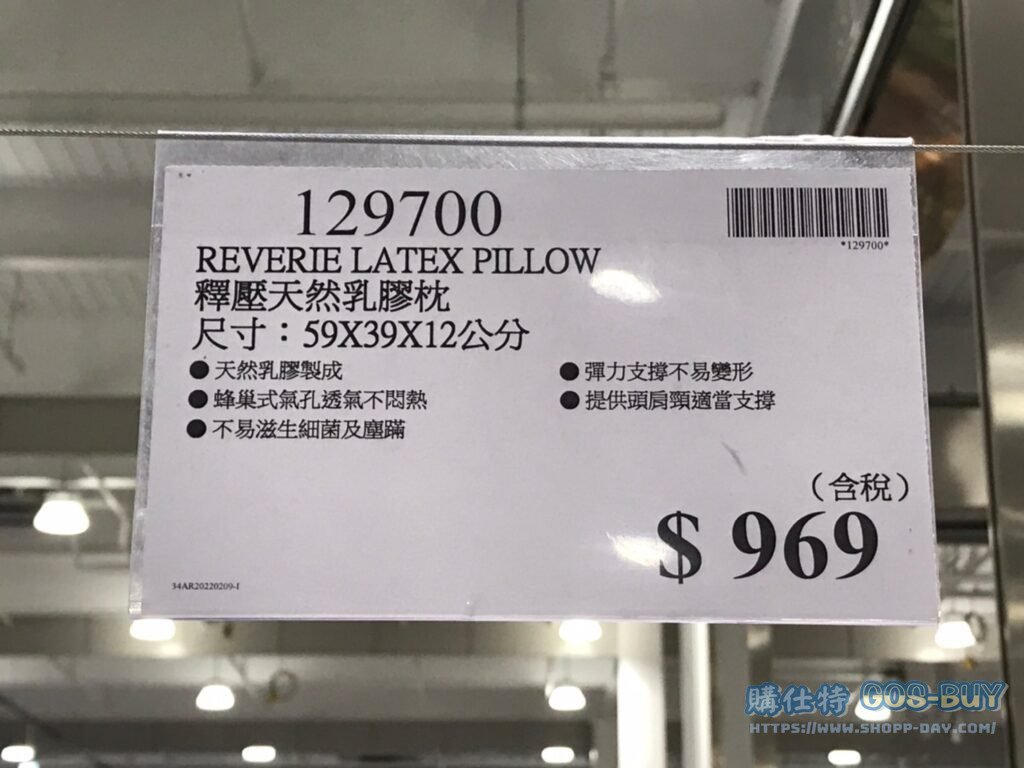 129700
*129700*
REVERIE LATEX PILLOW
釋壓天然乳膠枕
尺寸：59X39X12公分
●天然乳膠製成
●蜂巢式氣孔透氣不悶熱
●不易滋生細菌及塵蹣
●彈力支撐不易變形
●提供頭肩頸適當支撐
（含稅）
$ 969
34AR20220209-I
購仕特 GOS-BUY
HTTPS://WWW.SHOPP-DAY.COM/